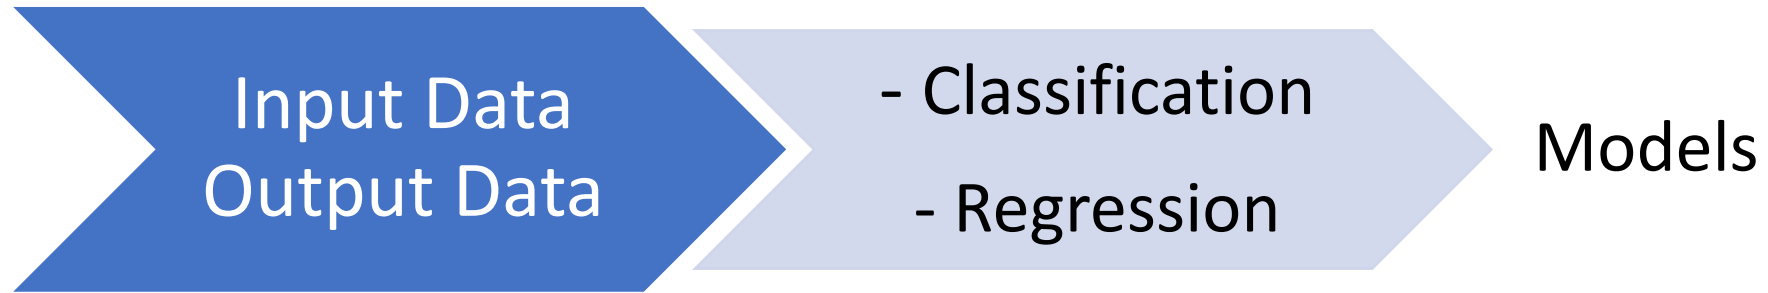 Input Data
Output Data
- Classification
- Regression
Models